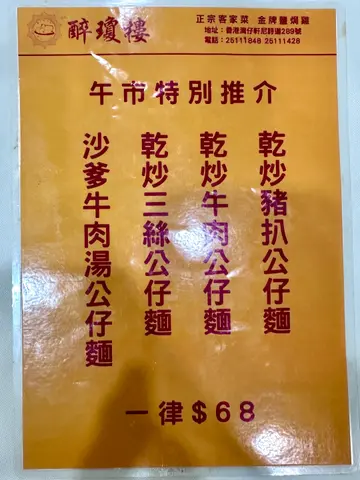 醉瓊樓
正宗客家菜 金牌鹽焗雞
地址：香港灣仔軒尼詩道289號
電話：25111848 25111428
午市特別推介
乾炒豬扒公仔麵
乾炒牛肉公仔麵
乾炒三絲公仔麵
沙爹牛肉湯公仔麵
一律$68